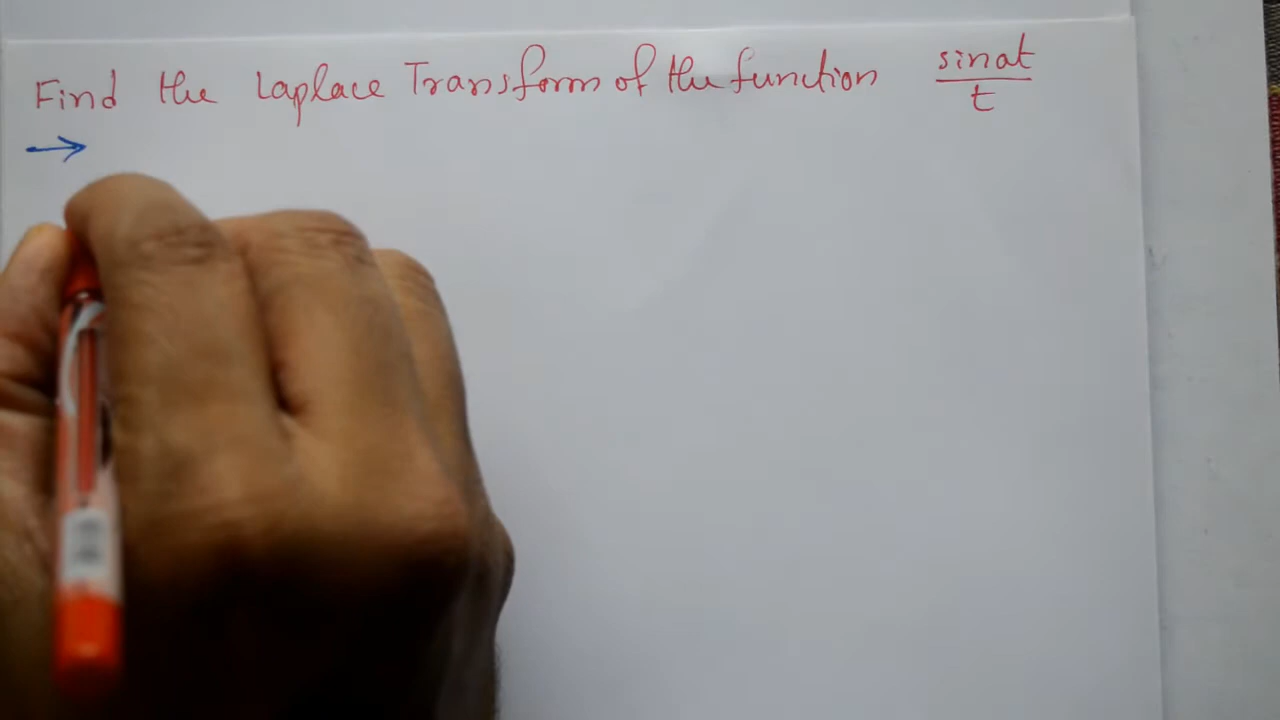 Find the Laplace Transform of the function sinat/t
→